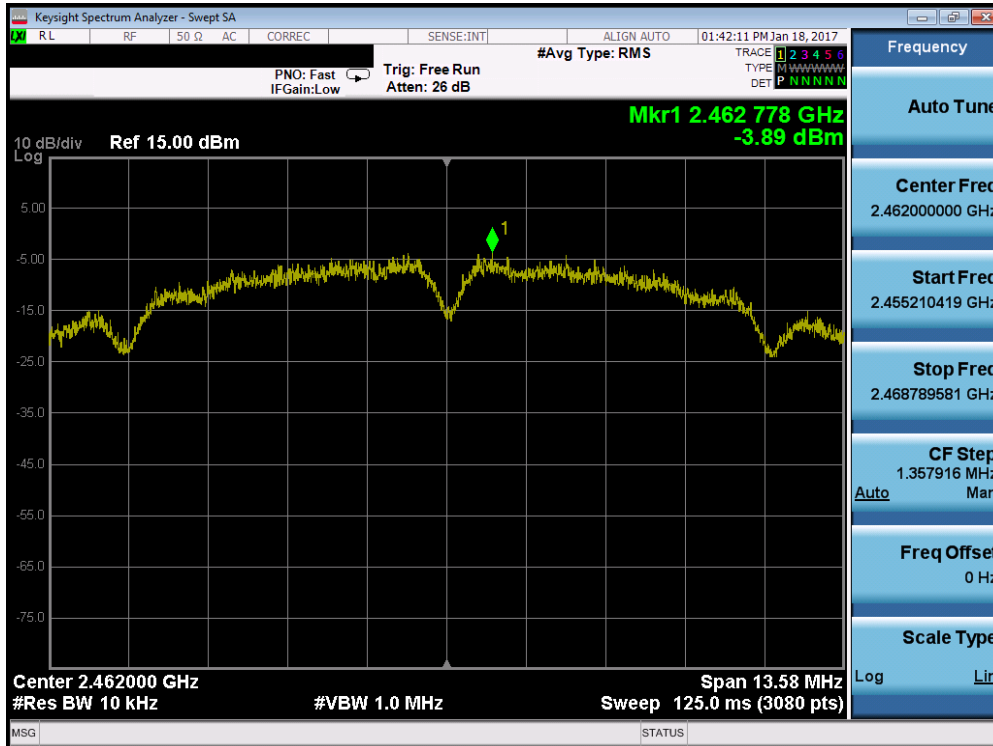 Keysight Spectrum Analyzer - Swept SA
LXI RL RF 50 Ω AC CORREC SENSE:INT ALIGN AUTO 01:42:11 PM Jan 18, 2017
PNO: Fast
IFGain:Low
Trig: Free Run
Atten: 26 dB
#Avg Type: RMS
TRACE 1 2 3 4 5 6
TYPE M WWWWW
DET P N N N N N
Mkr1 2.462 778 GHz
-3.89 dBm
10 dB/div Ref 15.00 dBm
Log
5.00
-5.00
-15.0
-25.0
-35.0
-45.0
-55.0
-65.0
-75.0
1
Center 2.462000 GHz Span 13.58 MHz
#Res BW 10 kHz #VBW 1.0 MHz Sweep 125.0 ms (3080 pts)
MSG STATUS
Frequency
Auto Tune
Center Freq
2.462000000 GHz
Start Freq
2.455210419 GHz
Stop Freq
2.468789581 GHz
CF Step
1.357916 MHz
Auto Man
Freq Offset
0 Hz
Scale Type
Log Lin